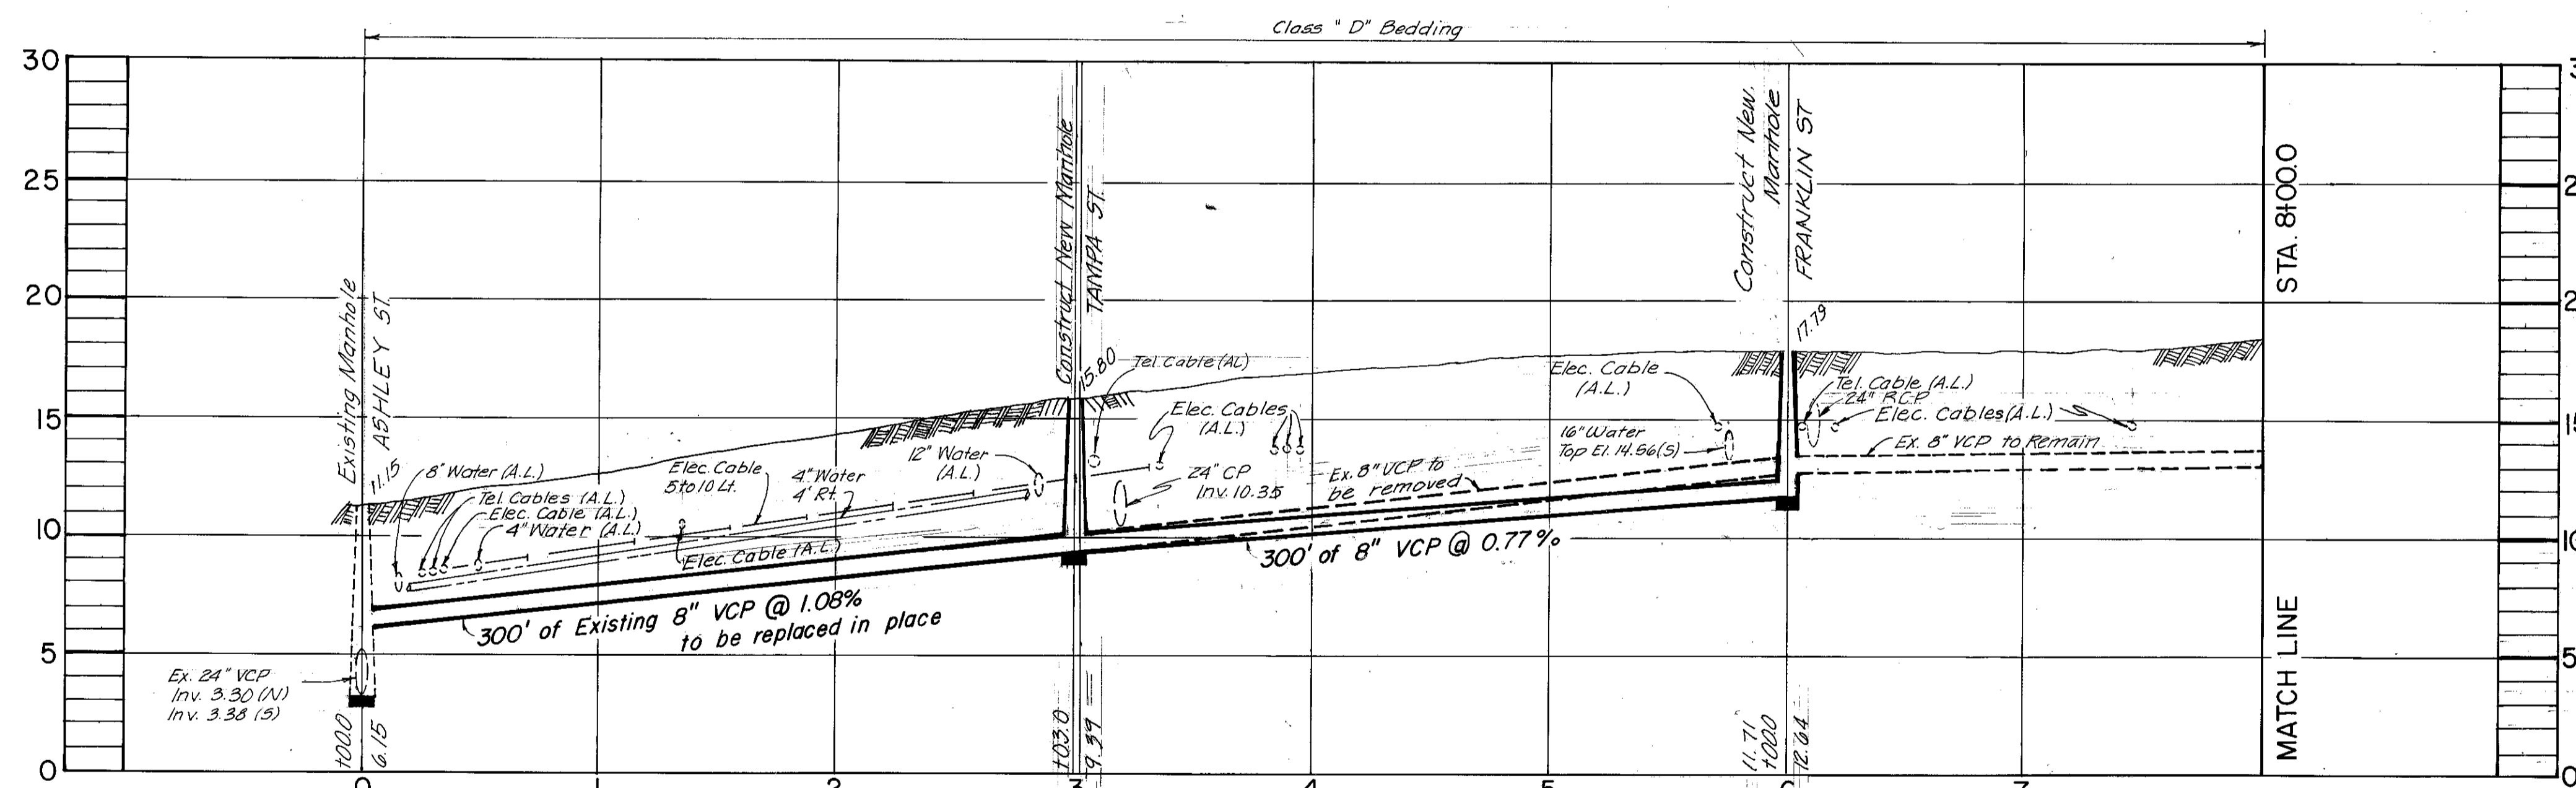 Class "D" Bedding
30
25
20
15
10
5
0
Existing Manhole
ASHLEY ST.
11.15
8" Water (A.L.)
Tel. Cables (A.L.)
Elec. Cable (A.L.)
4" Water (A.L.)
Elec. Cable
5 to 10 Lt.
4" Water
4' Rt.
12" Water
(A.L.)
Elec. Cable (A.L.)
300' of Existing 8" VCP @ 1.08%
to be replaced in place
Ex. 24" VCP
Inv. 3.30 (N)
Inv. 3.38 (S)
+00.0
6.15
Construct New Manhole
TAMPA ST.
15.80
Tel. Cable (AL)
Elec. Cables
(A.L.)
24" CP
Inv. 10.35
Ex. 8" VCP to
be removed
300' of 8" VCP @ 0.77%
+03.0
9.39
Construct New
Manhole
FRANKLIN ST
17.79
Elec. Cable
(A.L.)
16" Water
Top El. 14.56(S)
Tel. Cable (A.L.)
24" RCP
Elec. Cables (A.L.)
Ex. 8" VCP to Remain
11.71
+00.0
12.64
STA. 8+00.0
MATCH LINE
0
3
7